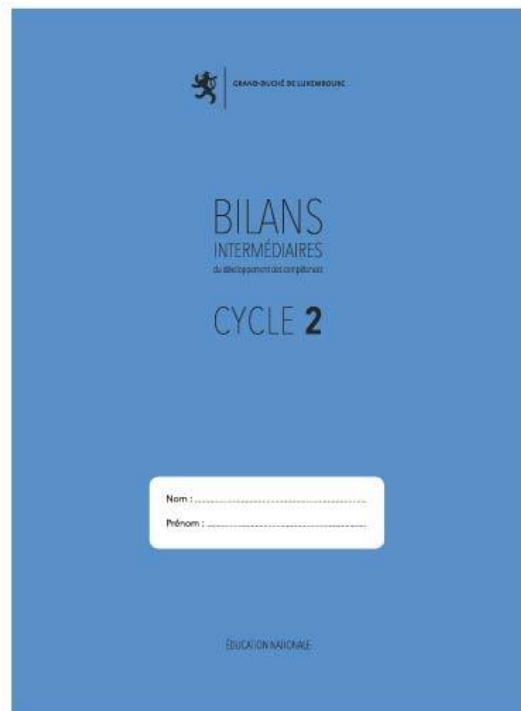 GRAND-DUCHÉ DE LUXEMBOURG
BILANS
INTERMÉDIAIRES
du développement des compétences
CYCLE 2
Nom :
Prénom :
ÉDUCATION NATIONALE